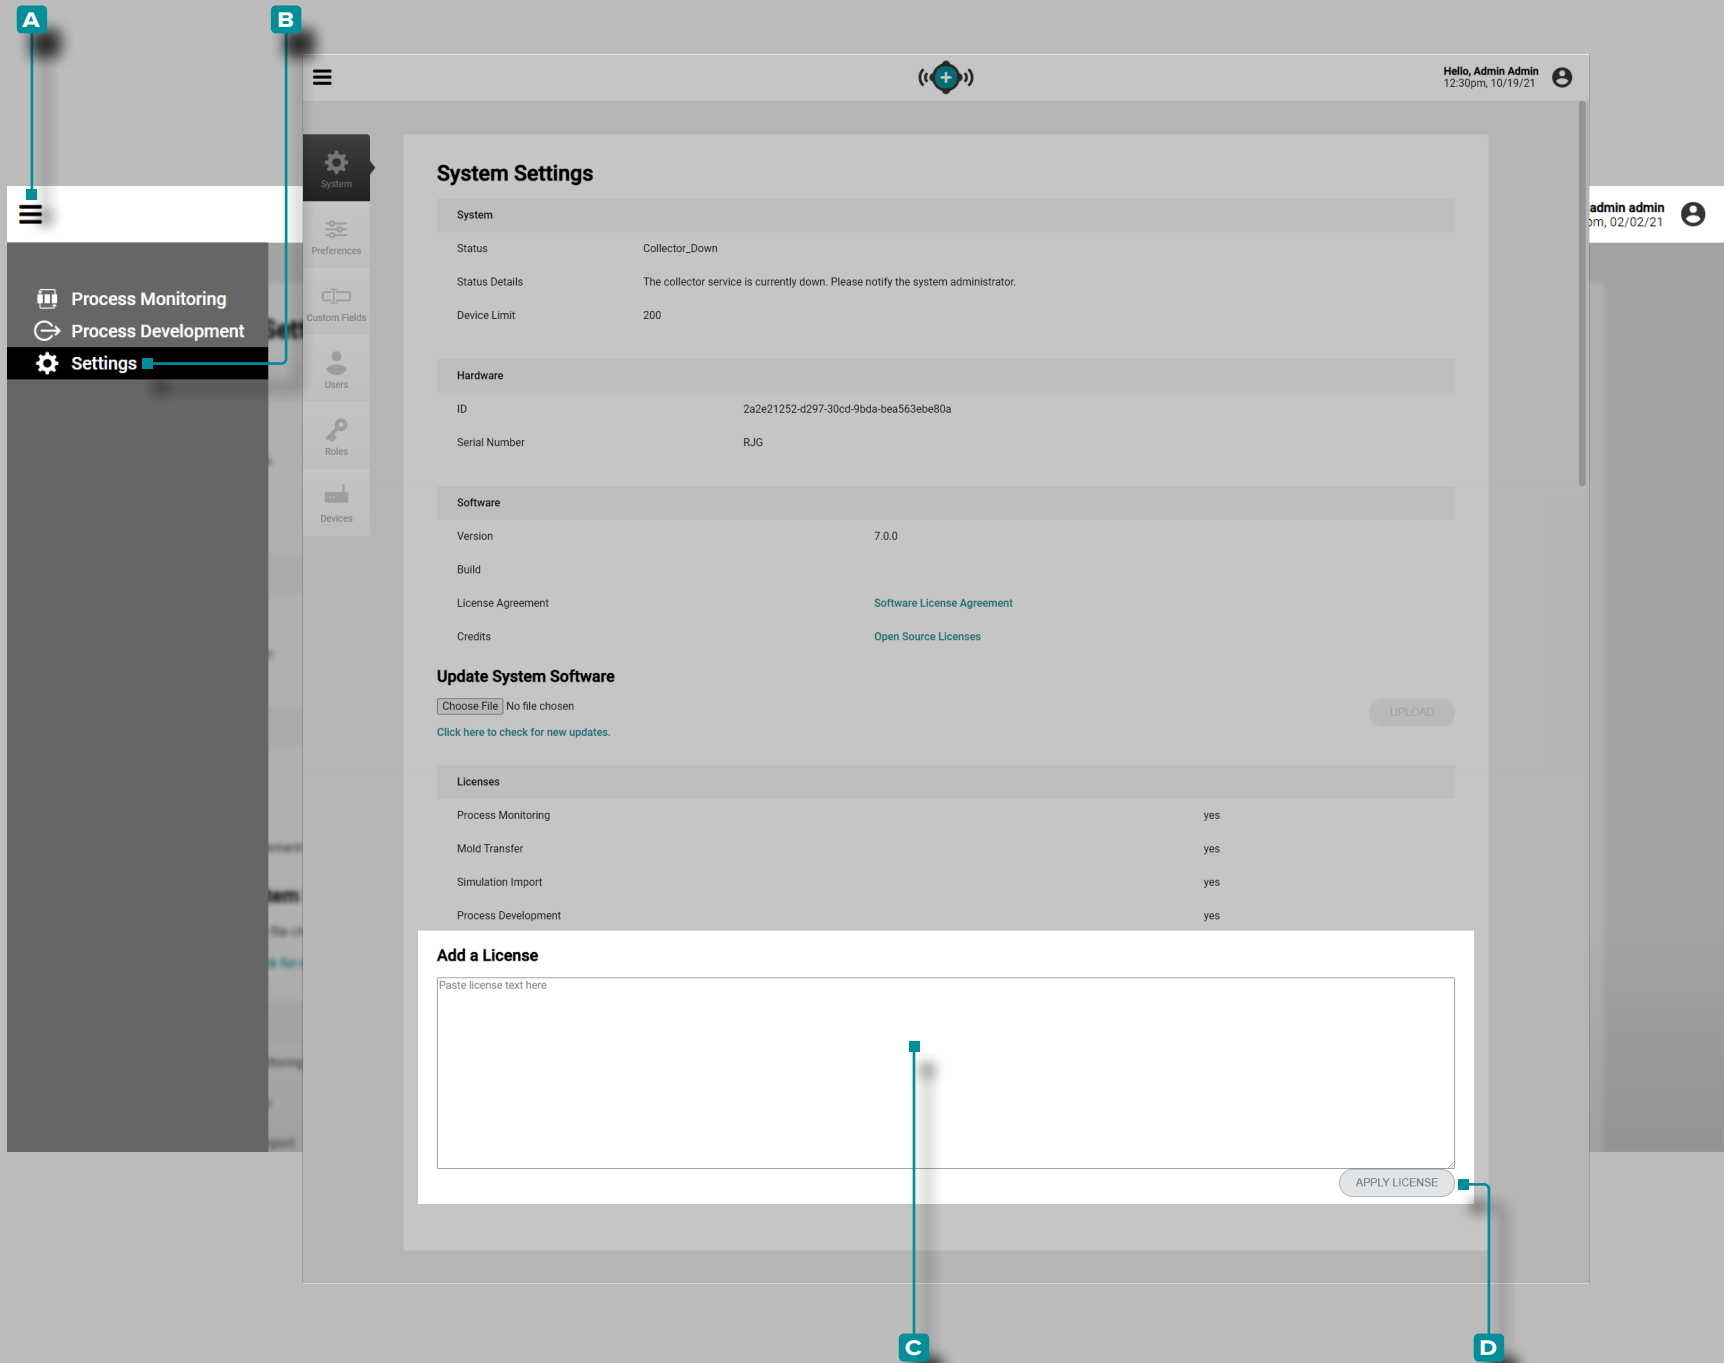 A
B
Hello, Admin Admin
12:30pm, 10/19/21
System
System Settings
System
admin admin
pm, 02/02/21
Preferences
Status Collector_Down
Status Details The collector service is currently down. Please notify the system administrator.
Process Monitoring
Custom Fields
Device Limit 200
Process Development
Settings
Users
Hardware
ID 2a2e21252-d297-30cd-9bda-bea563ebe80a
Serial Number RJG
Roles
Software
Devices
Version 7.0.0
Build
License Agreement Software License Agreement
Credits Open Source Licenses
Update System Software
Choose File No file chosen
UPLOAD
Click here to check for new updates.
Licenses
Process Monitoring yes
Mold Transfer yes
Simulation Import yes
Process Development yes
Add a License
Paste license text here
APPLY LICENSE
C
D